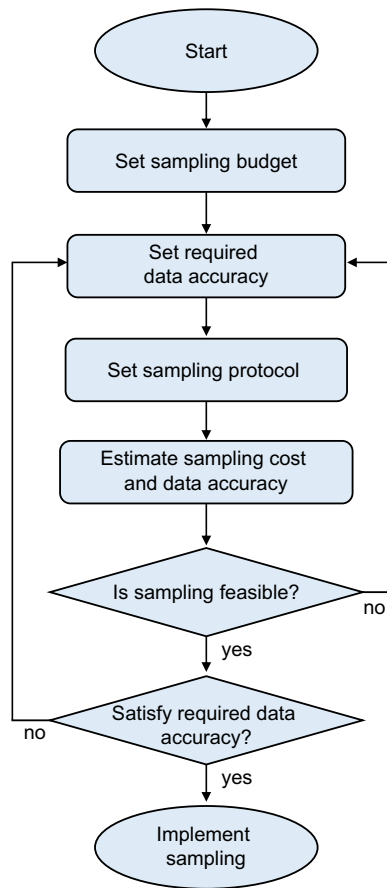 Start
Set sampling budget
Set required
data accuracy
Set sampling protocol
Estimate sampling cost
and data accuracy
Is sampling feasible?
no
yes
Satisfy required data
accuracy?
no
yes
Implement
sampling